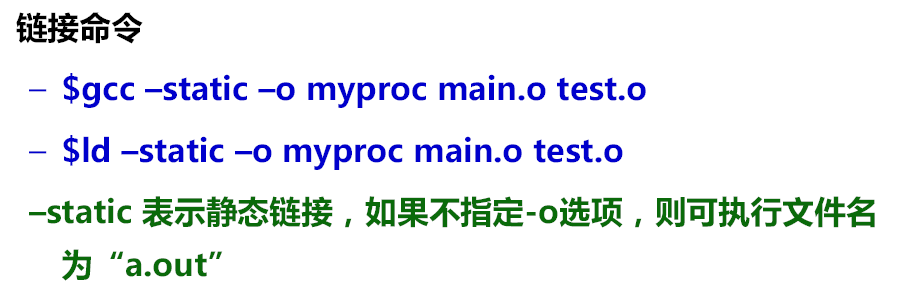 链接命令
– $gcc –static –o myproc main.o test.o
– $ld –static –o myproc main.o test.o
–static 表示静态链接，如果不指定-o选项，则可执行文件名
为“a.out”